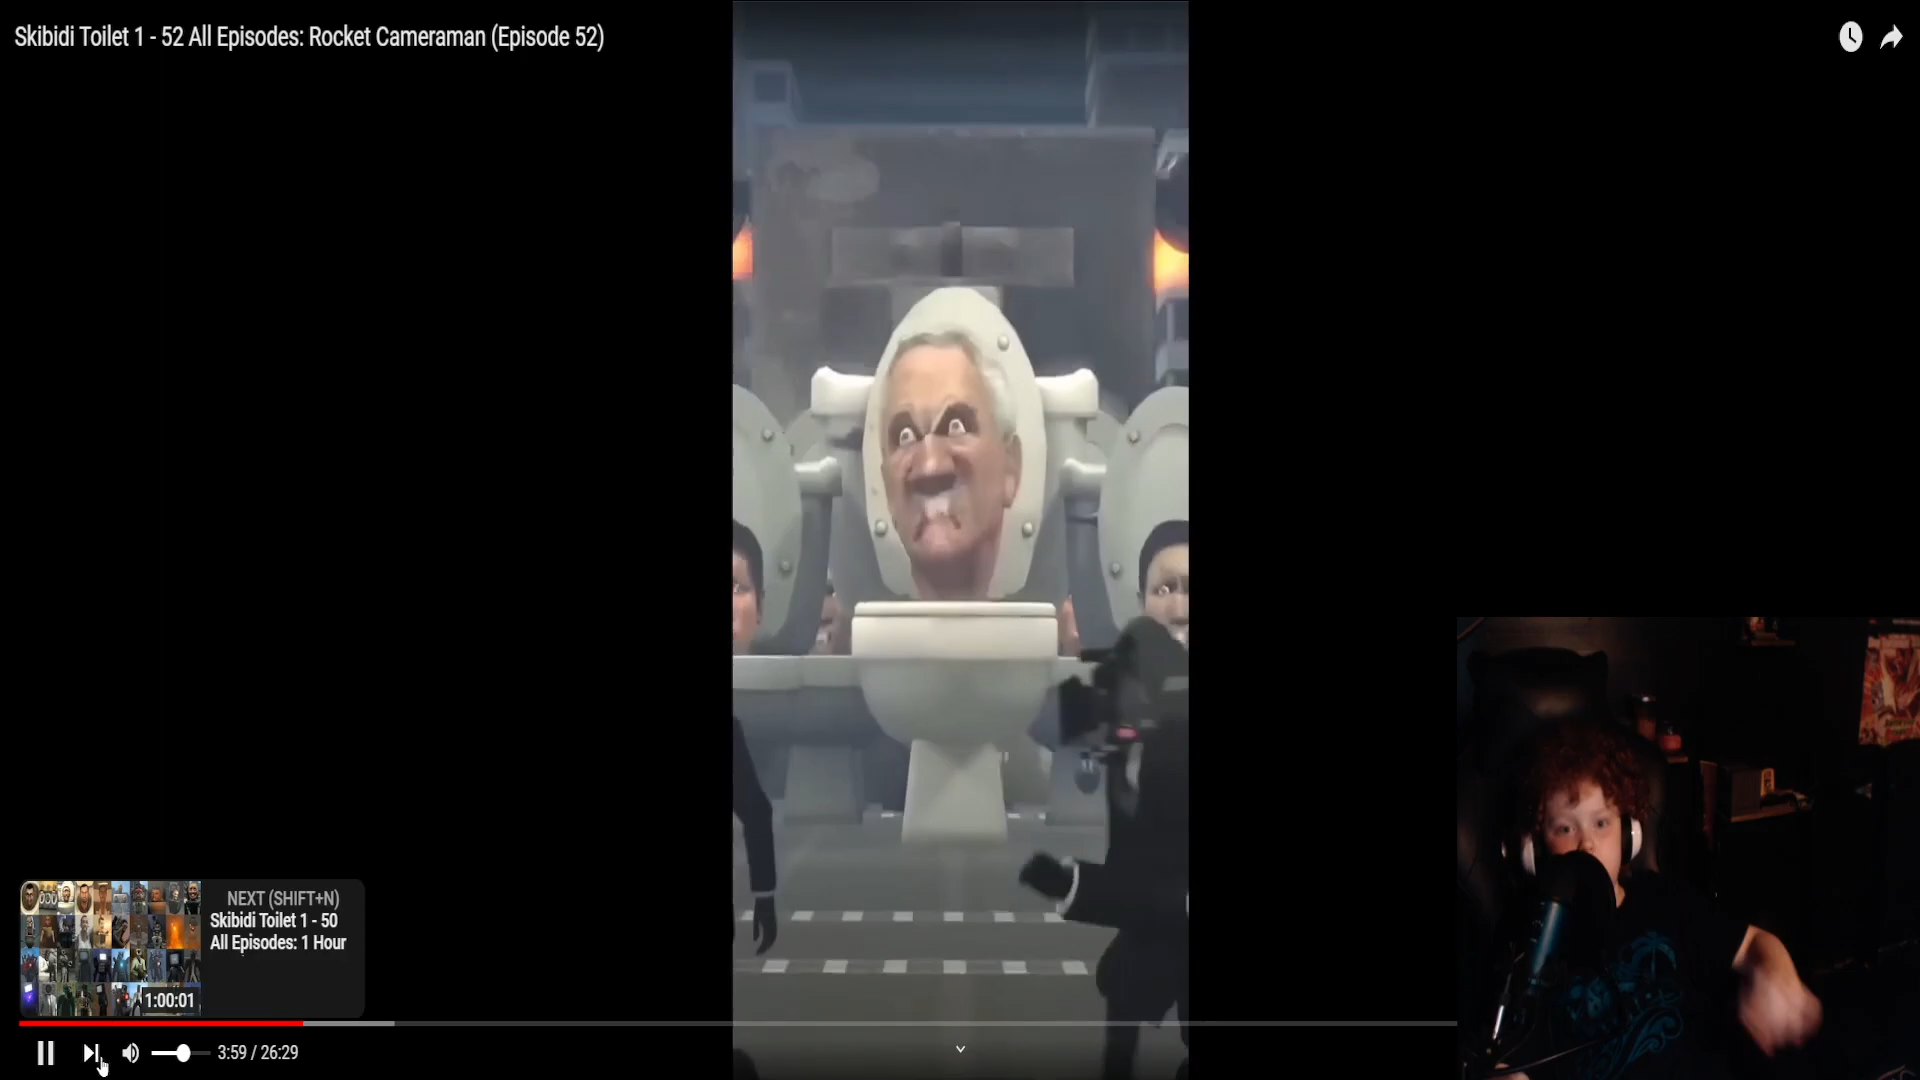 Skibidi Toilet 1 - 52 All Episodes: Rocket Cameraman (Episode 52)
NEXT (SHIFT+N)
Skibidi Toilet 1 - 50
All Episodes: 1 Hour
1:00:01
3:59 / 26:29